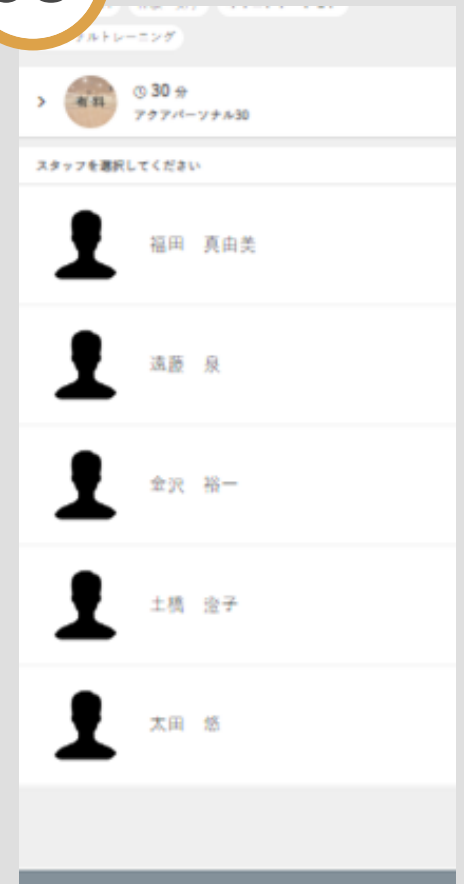 ルトレーニング
有料
30 分
アクアパーソナル30
スタッフを選択してください
福田 真由美
遠藤 泉
金沢 裕一
土橋 澄子
太田 悠